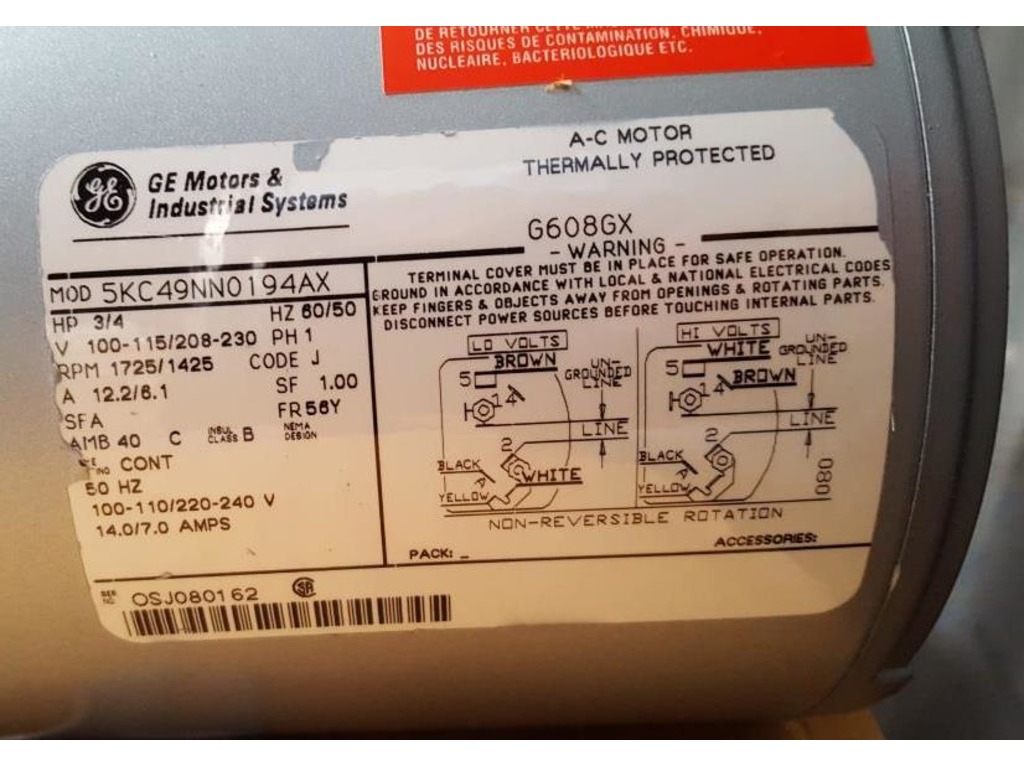 DE RETOURNER CETTE
DES RISQUES DE CONTAMINATION, CHIMIQUE,
NUCLEAIRE, BACTERIOLOGIQUE ETC.
A-C MOTOR
THERMALLY PROTECTED
GE
GE Motors &
Industrial Systems
G608GX
- WARNING -
TERMINAL COVER MUST BE IN PLACE FOR SAFE OPERATION.
GROUND IN ACCORDANCE WITH LOCAL & NATIONAL ELECTRICAL CODES
KEEP FINGERS & OBJECTS AWAY FROM OPENINGS & ROTATING PARTS.
DISCONNECT POWER SOURCES BEFORE TOUCHING INTERNAL PARTS.
MOD 5KC49NN0194AX
HP 3/4 HZ 60/50
V 100-115/208-230 PH 1
RPM 1725/1425 CODE J
A 12.2/6.1 SF 1.00
SFA FR 56Y
AMB 40 C INSUL CLASS B NEMA DESIGN
CONT
50 HZ
100-110/220-240 V
14.0/7.0 AMPS
LO VOLTS
BROWN
5
14
UN-
GROUNDED
LINE
LINE
2
BLACK
WHITE
YELLOW
HI VOLTS
WHITE
5
BROWN
14
UN-
GROUNDED
LINE
LINE
2
BLACK
YELLOW
080
NON-REVERSIBLE ROTATION
PACK: _
ACCESSORIES:
SER NO OSJ080162